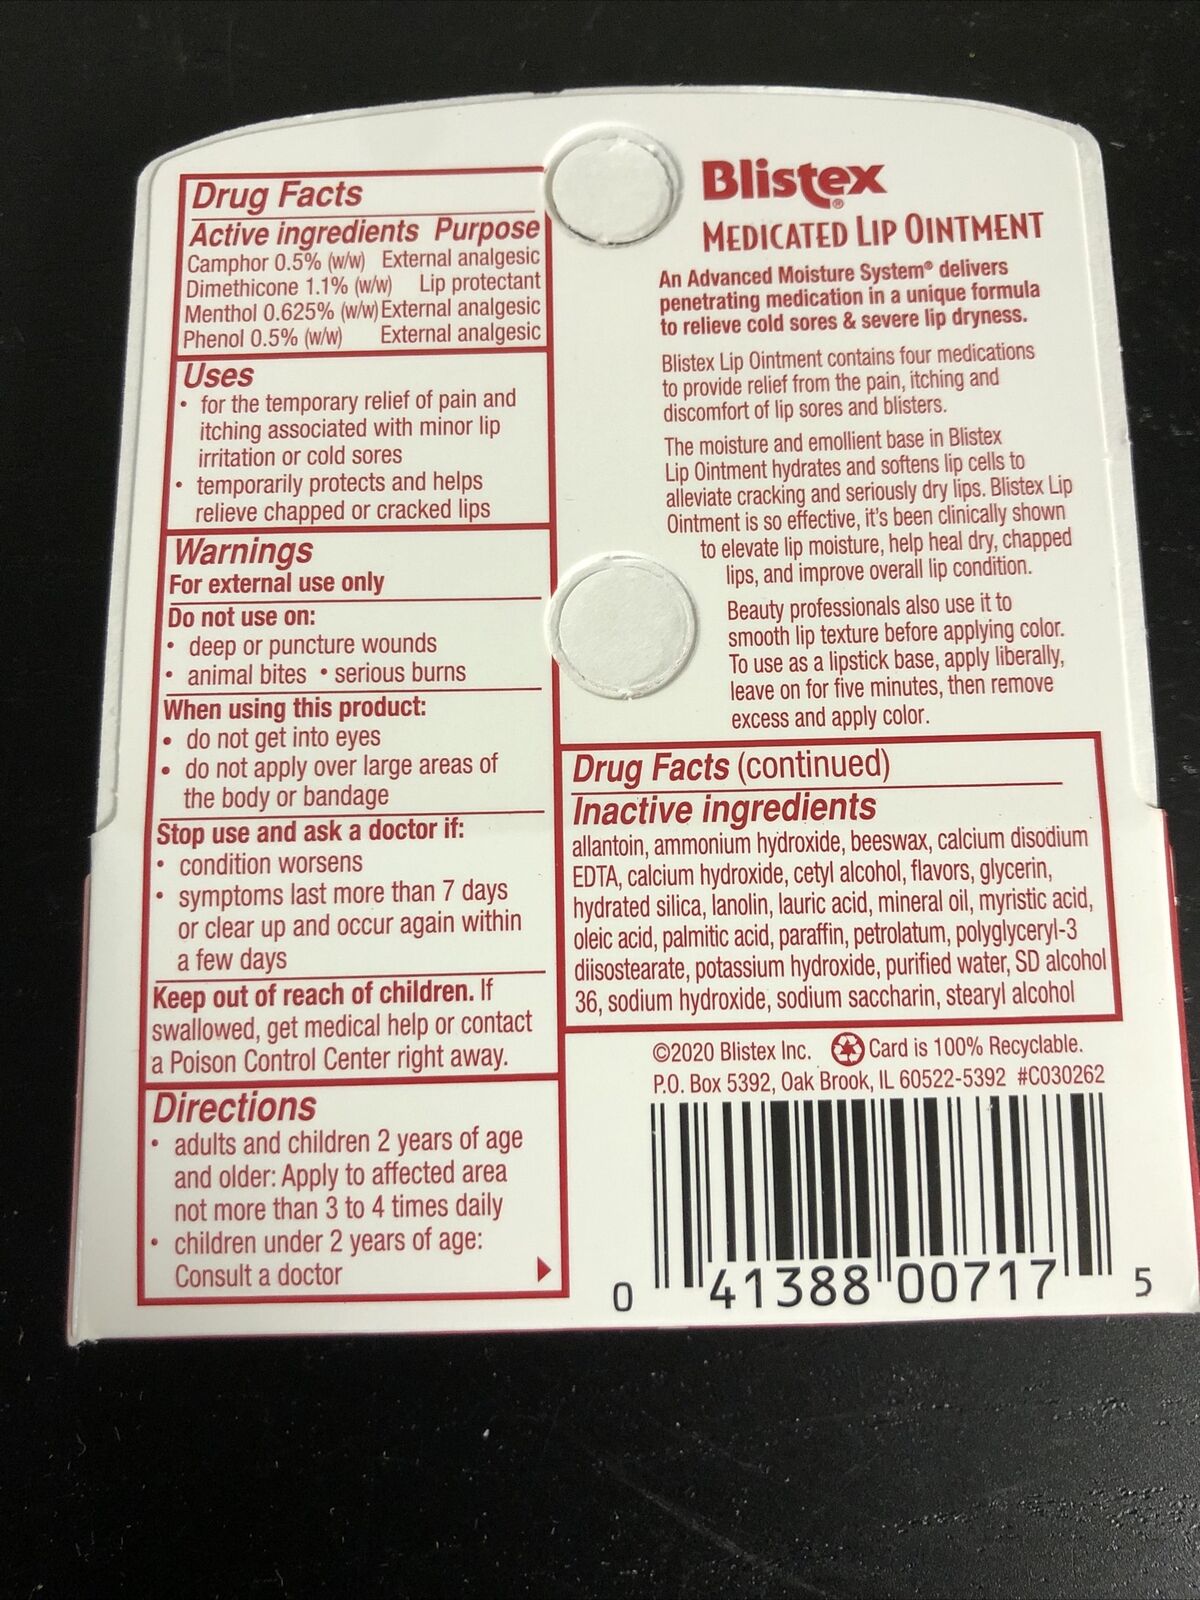 Drug Facts
Active ingredients Purpose
Camphor 0.5% (w/w) External analgesic
Dimethicone 1.1% (w/w) Lip protectant
Menthol 0.625% (w/w) External analgesic
Phenol 0.5% (w/w) External analgesic
Uses
• for the temporary relief of pain and
itching associated with minor lip
irritation or cold sores
• temporarily protects and helps
relieve chapped or cracked lips
Warnings
For external use only
Do not use on:
• deep or puncture wounds
• animal bites • serious burns
When using this product:
• do not get into eyes
• do not apply over large areas of
the body or bandage
Stop use and ask a doctor if:
• condition worsens
• symptoms last more than 7 days
or clear up and occur again within
a few days
Keep out of reach of children. If
swallowed, get medical help or contact
a Poison Control Center right away.
Directions
• adults and children 2 years of age
and older: Apply to affected area
not more than 3 to 4 times daily
• children under 2 years of age:
Consult a doctor
Blistex®
MEDICATED LIP OINTMENT
An Advanced Moisture System® delivers
penetrating medication in a unique formula
to relieve cold sores & severe lip dryness.
Blistex Lip Ointment contains four medications
to provide relief from the pain, itching and
discomfort of lip sores and blisters.
The moisture and emollient base in Blistex
Lip Ointment hydrates and softens lip cells to
alleviate cracking and seriously dry lips. Blistex Lip
Ointment is so effective, it's been clinically shown
to elevate lip moisture, help heal dry, chapped
lips, and improve overall lip condition.
Beauty professionals also use it to
smooth lip texture before applying color.
To use as a lipstick base, apply liberally,
leave on for five minutes, then remove
excess and apply color.
Drug Facts (continued)
Inactive ingredients
allantoin, ammonium hydroxide, beeswax, calcium disodium
EDTA, calcium hydroxide, cetyl alcohol, flavors, glycerin,
hydrated silica, lanolin, lauric acid, mineral oil, myristic acid,
oleic acid, palmitic acid, paraffin, petrolatum, polyglyceryl-3
diisostearate, potassium hydroxide, purified water, SD alcohol
36, sodium hydroxide, sodium saccharin, stearyl alcohol
©2020 Blistex Inc. Card is 100% Recyclable.
P.O. Box 5392, Oak Brook, IL 60522-5392 #C030262
0 41388 00717 5